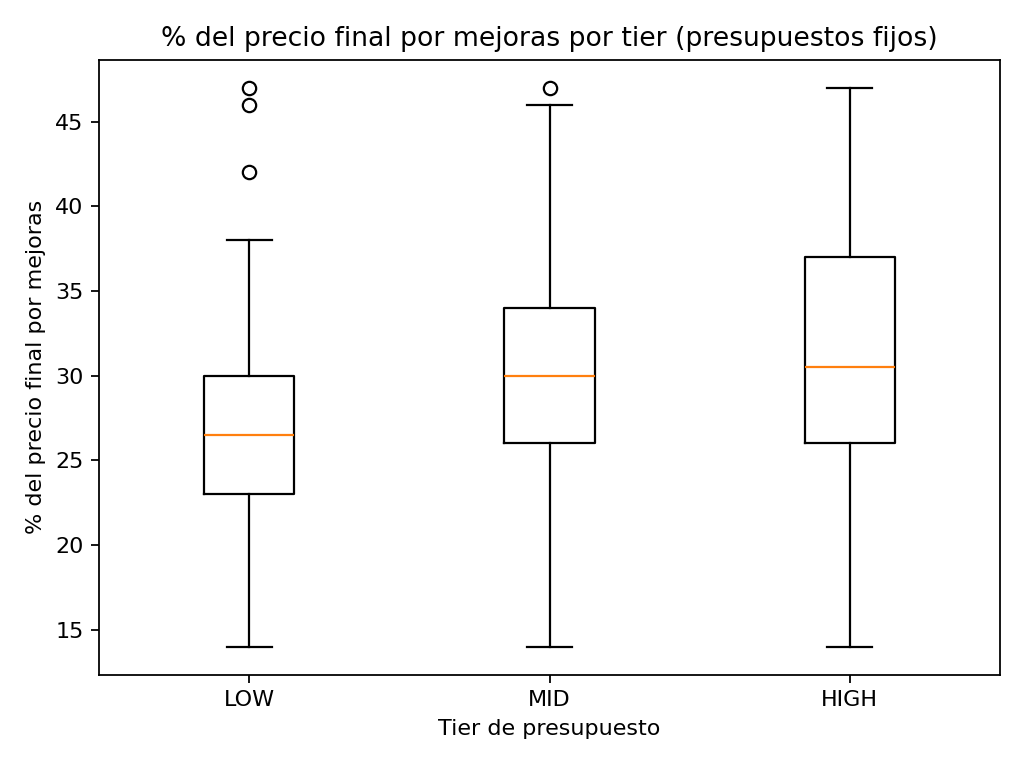 % del precio final por mejoras por tier (presupuestos fijos)
% del precio final por mejoras
45
40
35
30
25
20
15
LOW MID HIGH
Tier de presupuesto